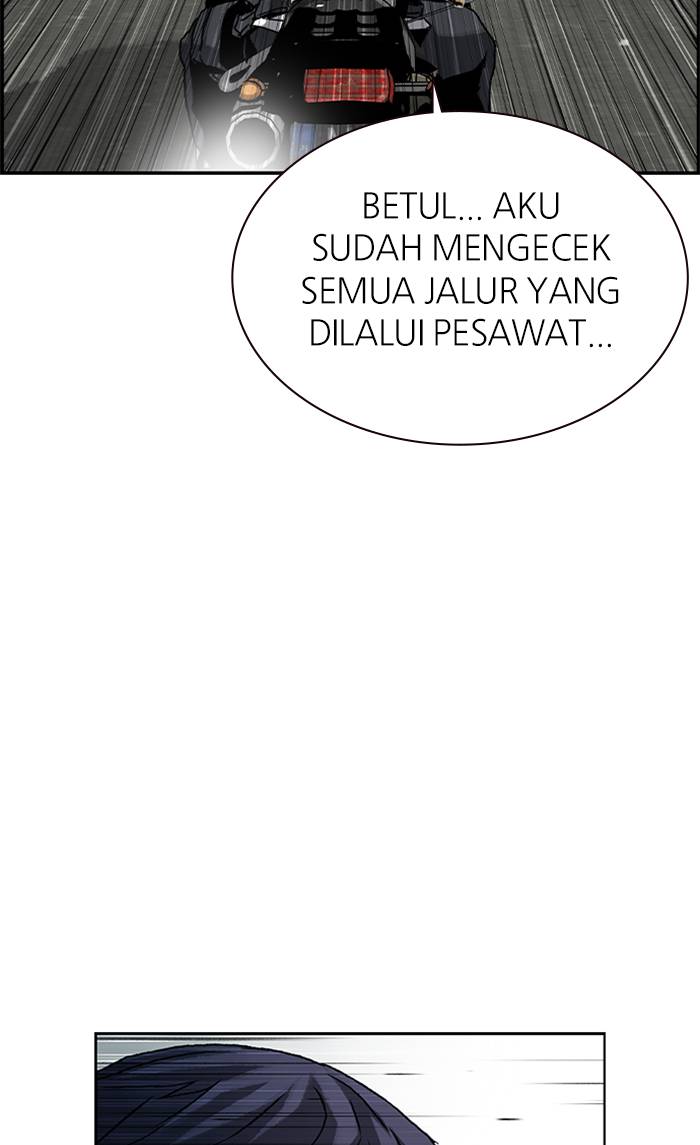 BETUL... AKU
SUDAH MENGECEK
SEMUA JALUR YANG
DILALUI PESAWAT...